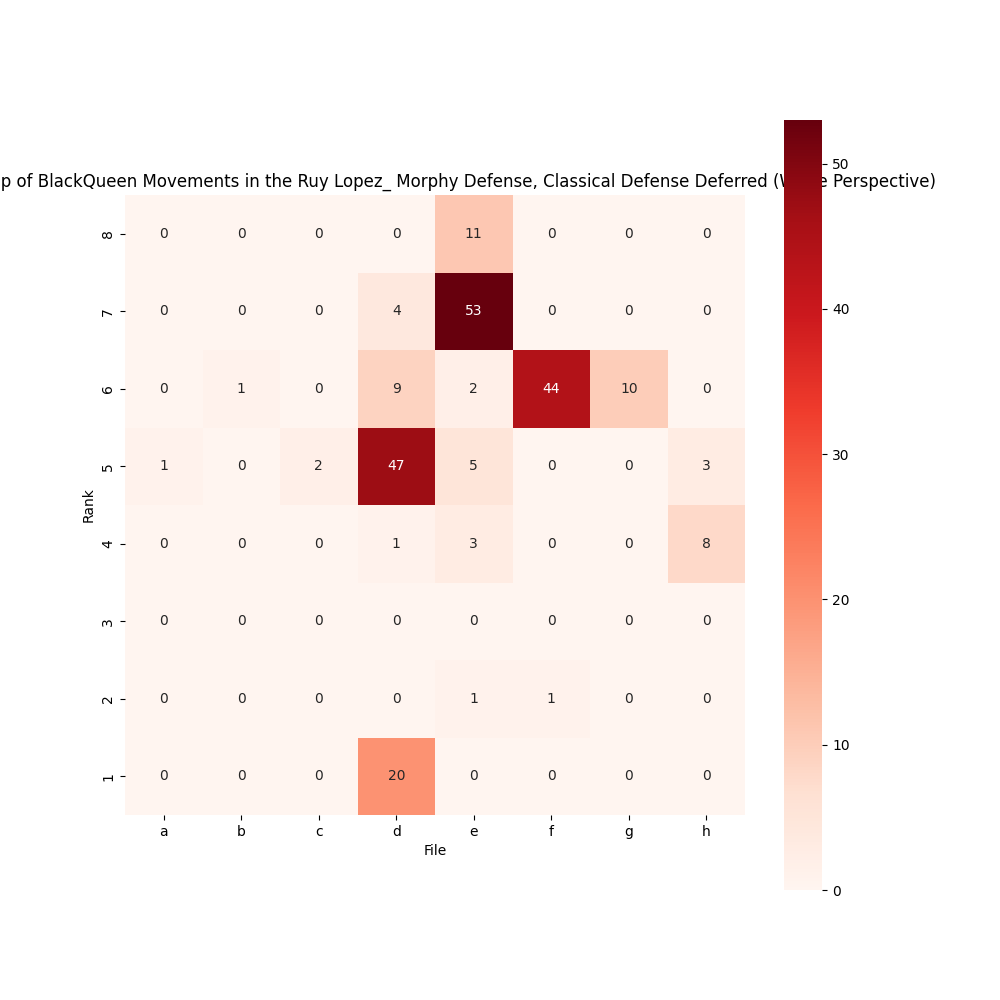 p of BlackQueen Movements in the Ruy Lopez_ Morphy Defense, Classical Defense Deferred (W e Perspective)
Rank
8 0 0 0 0 11 0 0 0
7 0 0 0 4 53 0 0 0
6 0 1 0 9 2 44 10 0
5 1 0 2 47 5 0 0 3
4 0 0 0 1 3 0 0 8
3 0 0 0 0 0 0 0 0
2 0 0 0 0 1 1 0 0
1 0 0 0 20 0 0 0 0
a b c d e f g h
File
50
40
30
20
10
0